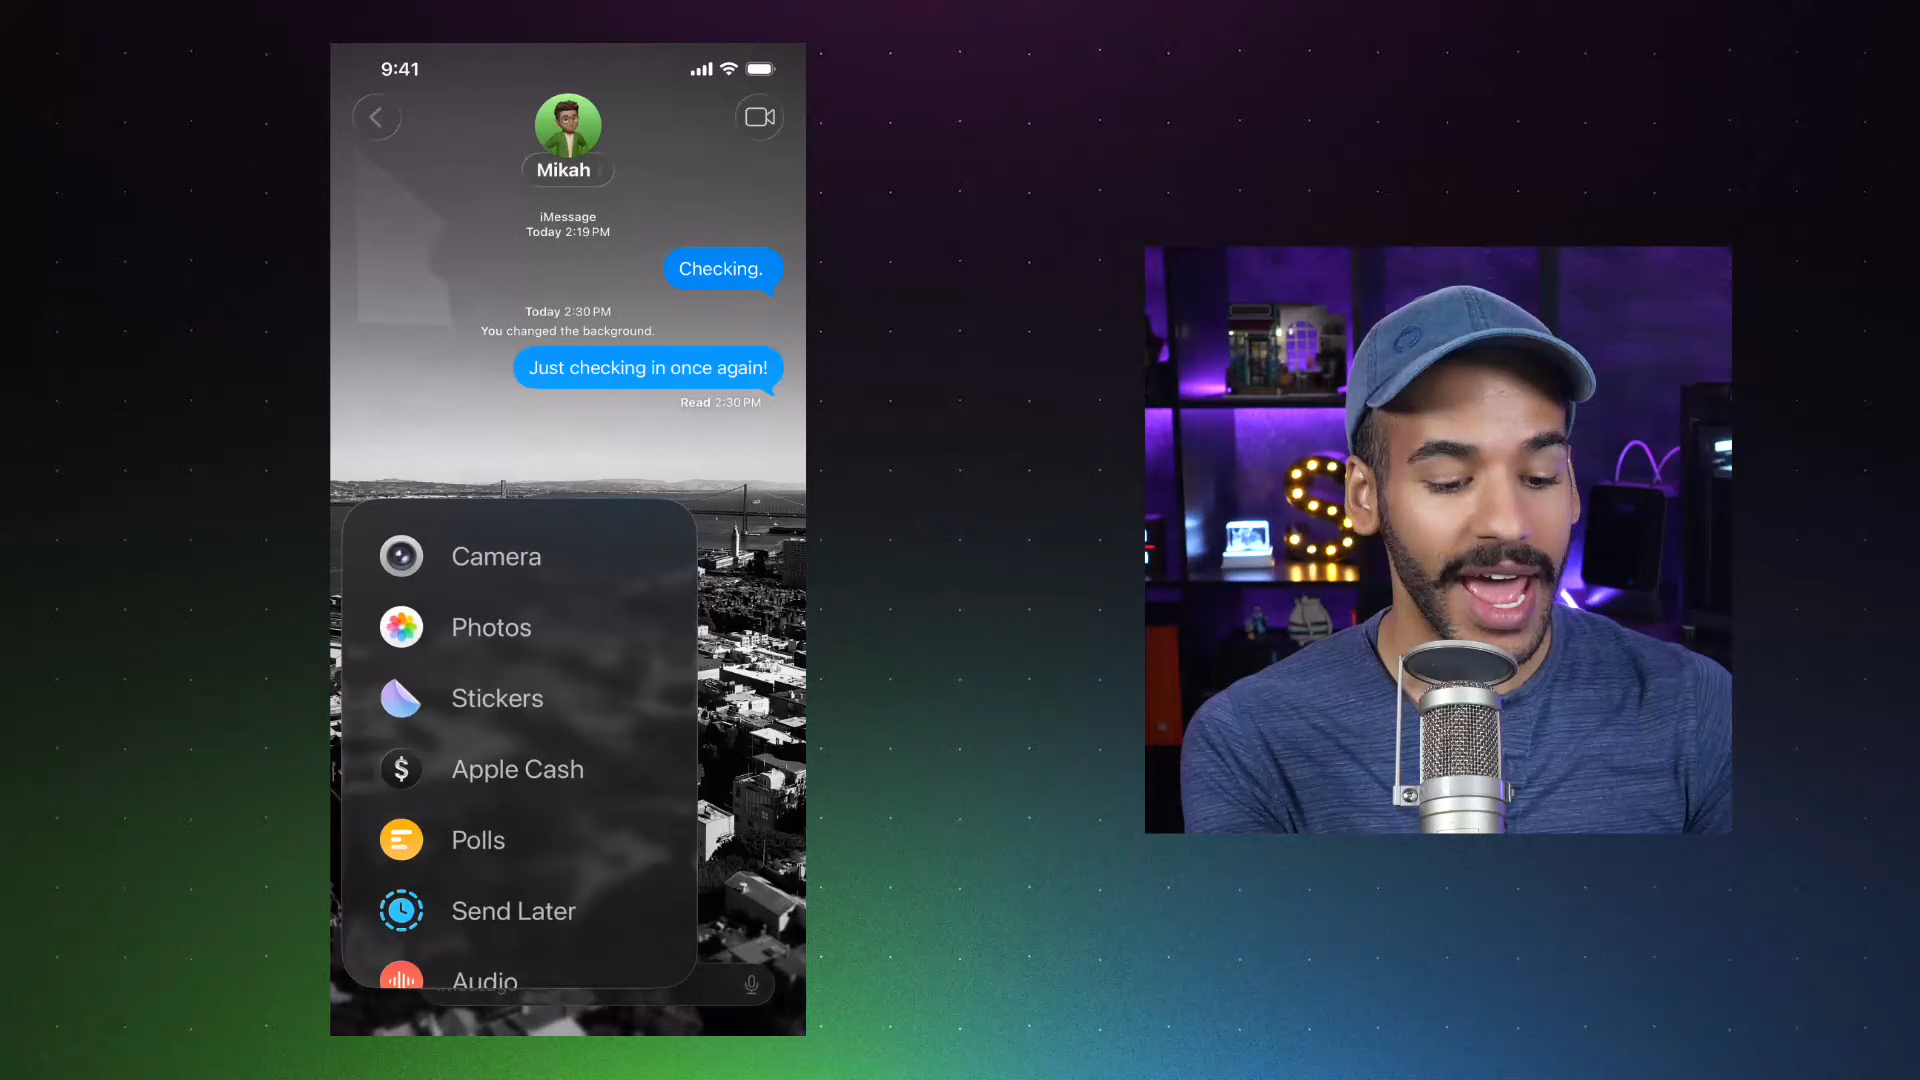 9:41
Mikah
iMessage
Today 2:19 PM
Checking.
Today 2:30 PM
You changed the background.
Just checking in once again!
Read 2:30 PM
Camera
Photos
Stickers
Apple Cash
Polls
Send Later
Audio
S